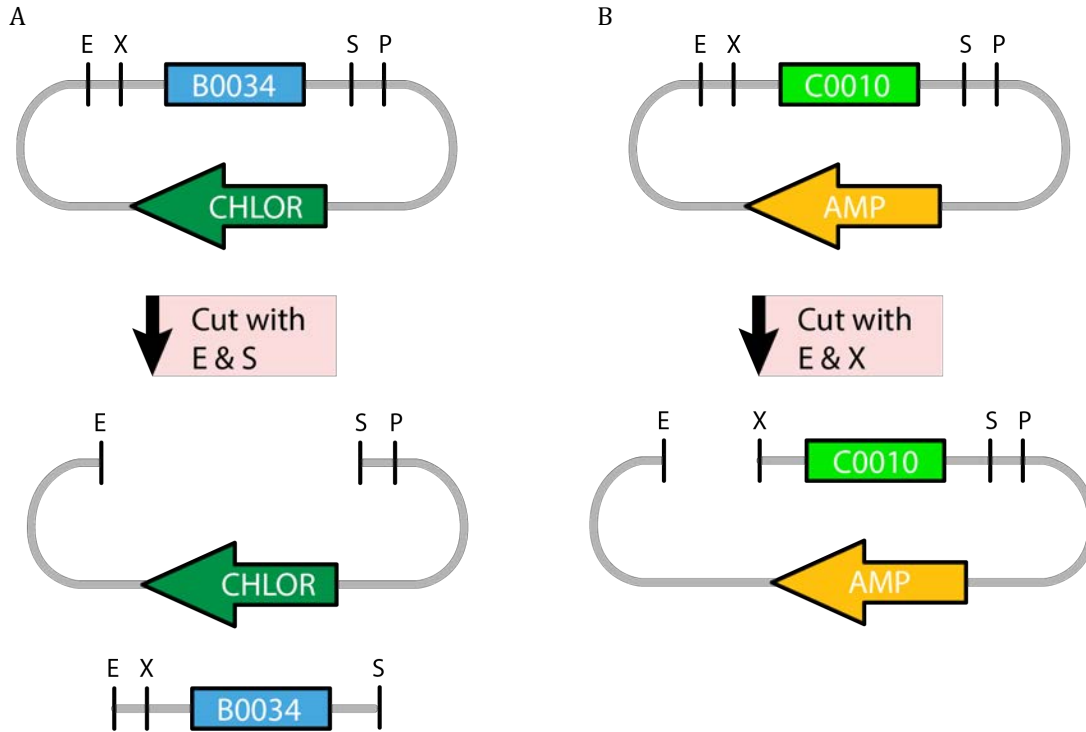 A
E X S P
B0034
CHLOR
Cut with
E & S
E S P
CHLOR
E X S
B0034
B
E X S P
C0010
AMP
Cut with
E & X
E X S P
C0010
AMP